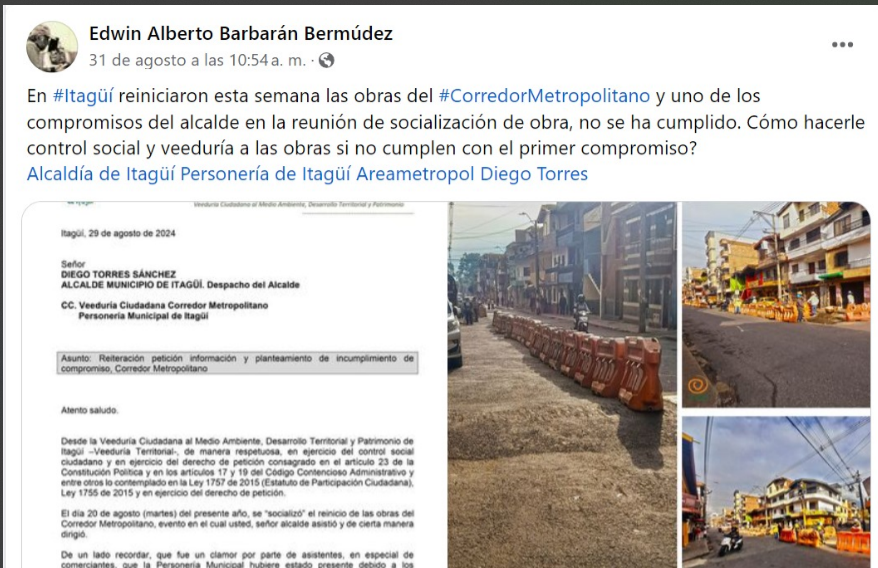 Edwin Alberto Barbarán Bermúdez
31 de agosto a las 10:54 a. m. ·
En #Itagüí reiniciaron esta semana las obras del #CorredorMetropolitano y uno de los
compromisos del alcalde en la reunión de socialización de obra, no se ha cumplido. Cómo hacerle
control social y veeduría a las obras si no cumplen con el primer compromiso?
Alcaldía de Itagüí Personería de Itagüí Areametropol Diego Torres
Veeduría Ciudadana al Medio Ambiente, Desarrollo Territorial y Patrimonio
Itagüí, 29 de agosto de 2024
Señor
DIEGO TORRES SÁNCHEZ
ALCALDE MUNICIPIO DE ITAGÜÍ. Despacho del Alcalde
CC. Veeduría Ciudadana Corredor Metropolitano
Personería Municipal de Itagüí
Asunto: Reiteración petición información y planteamiento de incumplimiento de
compromiso, Corredor Metropolitano
Atento saludo.
Desde la Veeduría Ciudadana al Medio Ambiente, Desarrollo Territorial y Patrimonio de
Itagüí –Veeduría Territorial-, de manera respetuosa, en ejercicio del control social
ciudadano y en ejercicio del derecho de petición consagrado en el artículo 23 de la
Constitución Política y en los artículos 17 y 19 del Código Contencioso Administrativo y
entre otros lo contemplado en la Ley 1757 de 2015 (Estatuto de Participación Ciudadana),
Ley 1755 de 2015 y en ejercicio del derecho de petición.
El día 20 de agosto (martes) del presente año, se "socializó" el reinicio de las obras del
Corredor Metropolitano, evento en el cual usted, señor alcalde asistió y de cierta manera
dirigió.
De un lado recordar, que fue un clamor por parte de asistentes, en especial de
comerciantes, que la Personería Municipal hubiere estado presente debido a los